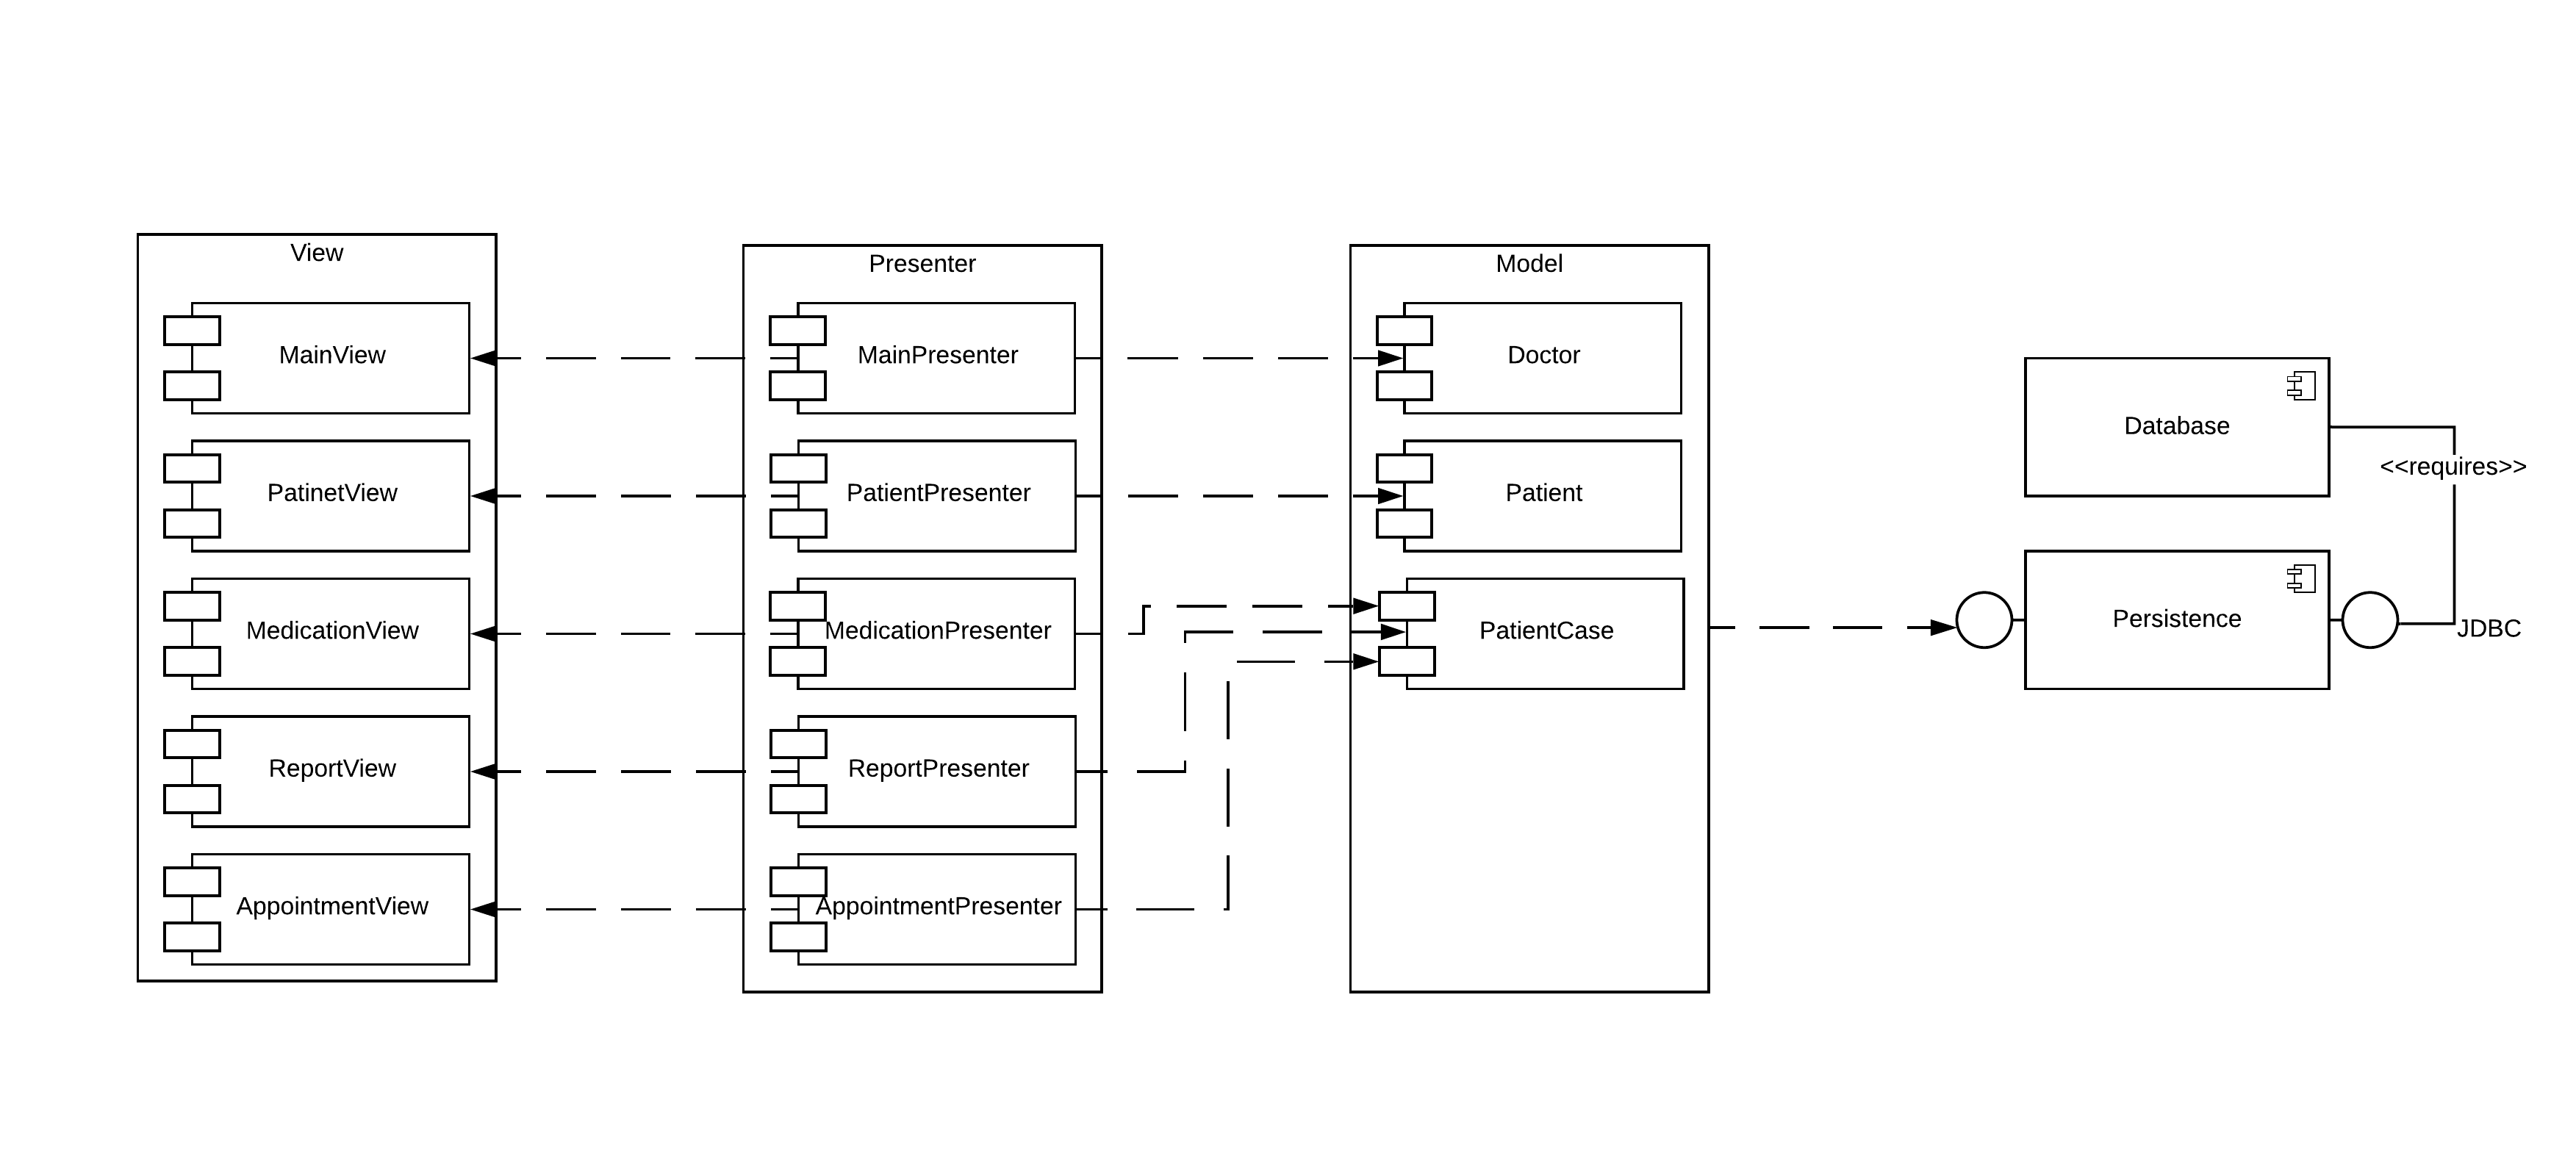 View
MainView
PatinetView
MedicationView
ReportView
AppointmentView
Presenter
MainPresenter
PatientPresenter
MedicationPresenter
ReportPresenter
AppointmentPresenter
Model
Doctor
Patient
PatientCase
Database
<<requires>>
Persistence
JDBC